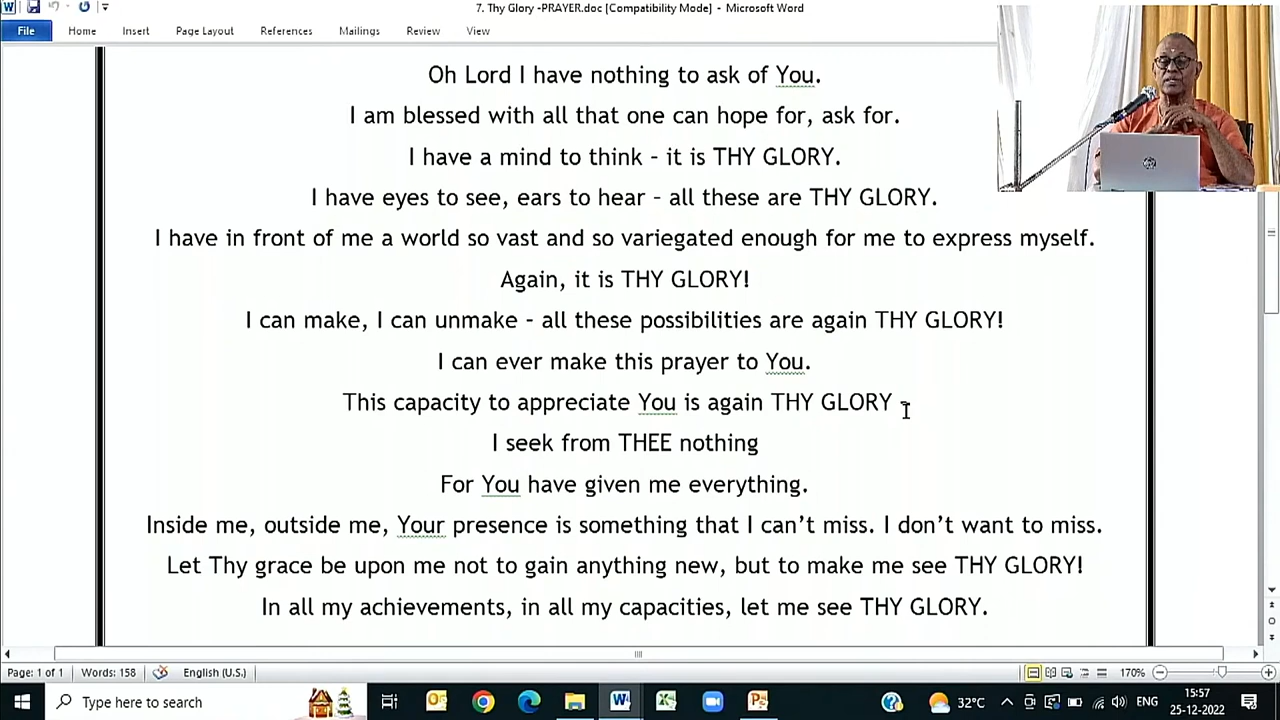 7. Thy Glory -PRAYER.doc [Compatibility Mode] - Microsoft Word
File Home Insert Page Layout References Mailings Review View
Oh Lord I have nothing to ask of You.
I am blessed with all that one can hope for, ask for.
I have a mind to think – it is THY GLORY.
I have eyes to see, ears to hear – all these are THY GLORY.
I have in front of me a world so vast and so variegated enough for me to express myself.
Again, it is THY GLORY!
I can make, I can unmake – all these possibilities are again THY GLORY!
I can ever make this prayer to You.
This capacity to appreciate You is again THY GLORY –
I seek from THEE nothing
For You have given me everything.
Inside me, outside me, Your presence is something that I can’t miss. I don’t want to miss.
Let Thy grace be upon me not to gain anything new, but to make me see THY GLORY!
In all my achievements, in all my capacities, let me see THY GLORY.
Page: 1 of 1 Words: 158 English (U.S.) 170%
Type here to search 32°C ENG 15:57
25-12-2022